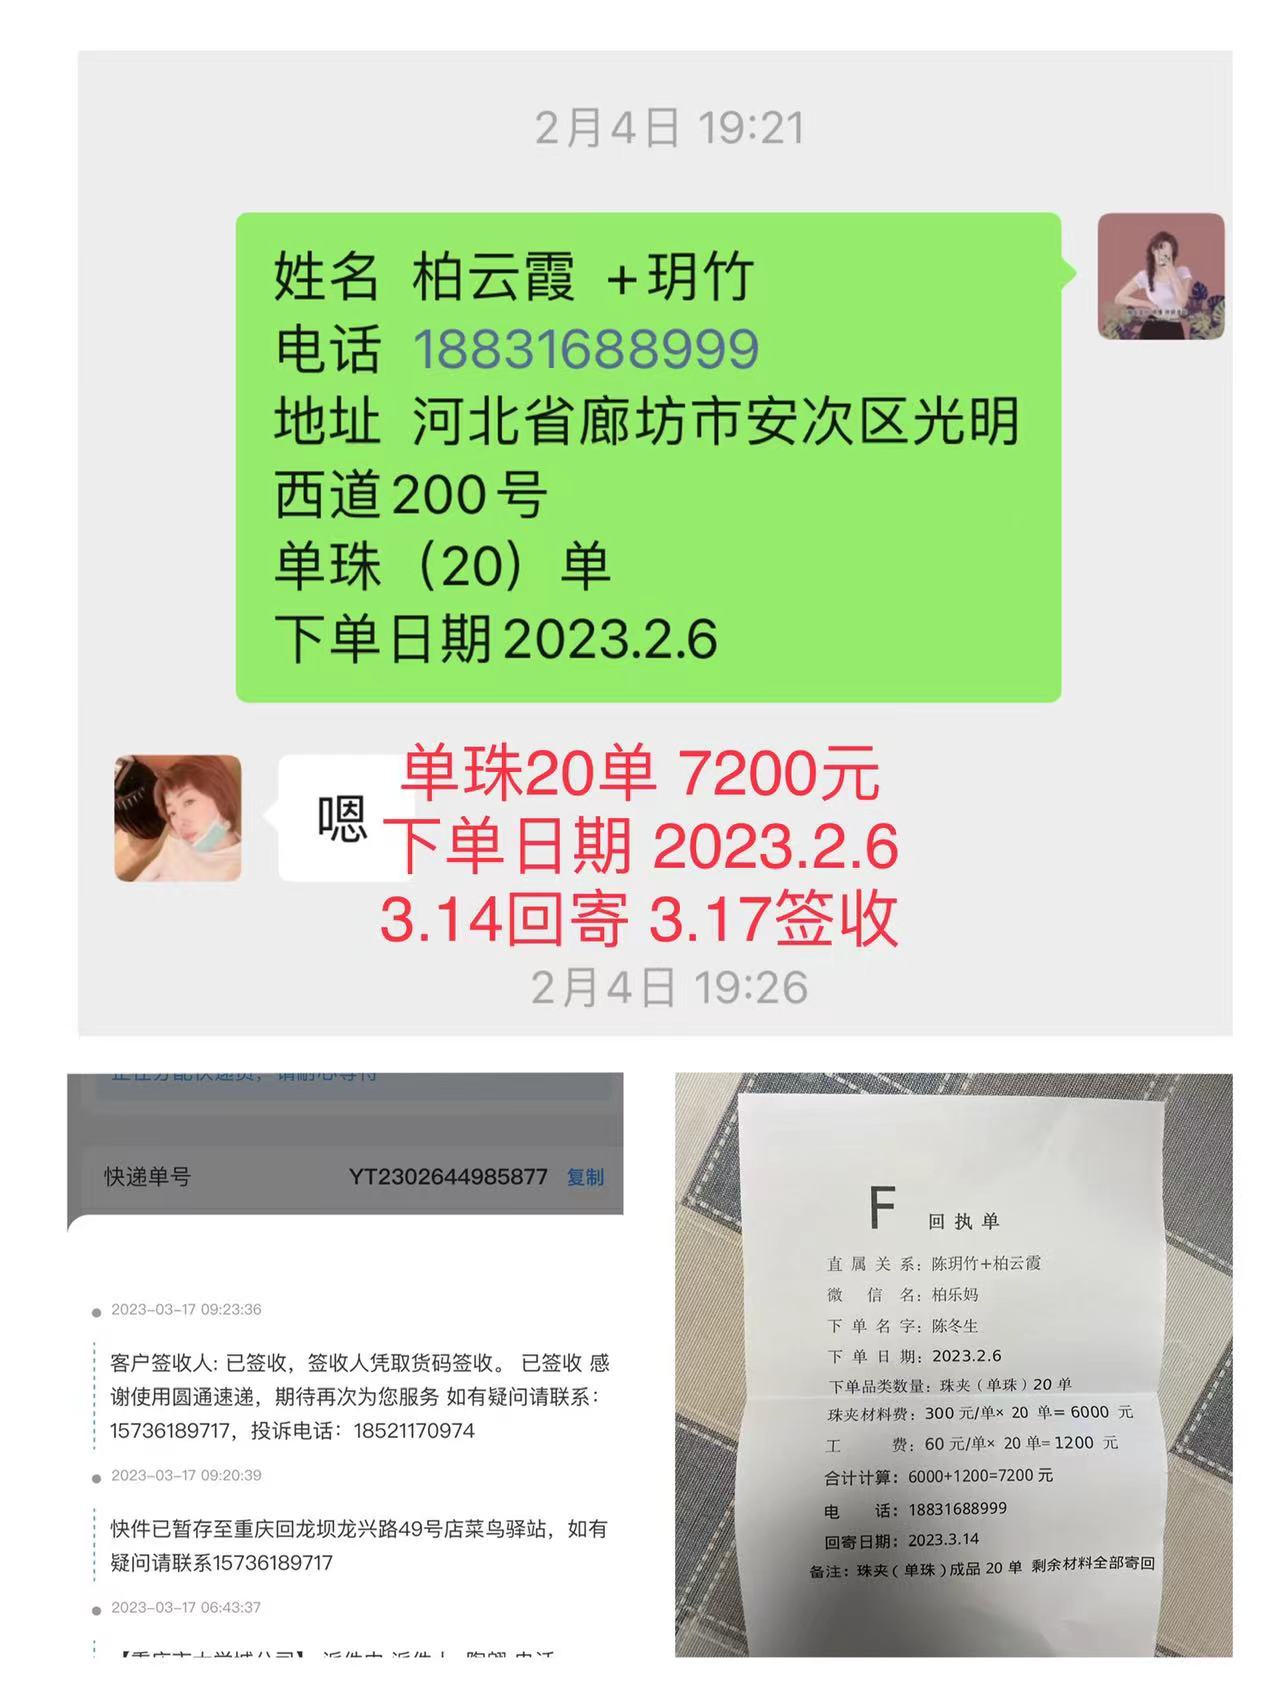 2月4日 19:21
姓名 柏云霞 +玥竹
电话 18831688999
地址 河北省廊坊市安次区光明
西道200号
单珠（20）单
下单日期2023.2.6
嗯
单珠20单 7200元
下单日期 2023.2.6
3.14回寄 3.17签收
2月4日 19:26
快递单号 YT2302644985877 复制
2023-03-17 09:23:36
客户签收人: 已签收，签收人凭取货码签收。 已签收 感
谢使用圆通速递，期待再次为您服务 如有疑问请联系：
15736189717，投诉电话：18521170974
2023-03-17 09:20:39
快件已暂存至重庆回龙坝龙兴路49号店菜鸟驿站，如有
疑问请联系15736189717
2023-03-17 06:43:37
F 回执单
直属关系：陈玥竹+柏云霞
微信名：柏乐妈
下单名字：陈冬生
下单日期：2023.2.6
下单品类数量：珠夹（单珠）20 单
珠夹材料费：300 元/单× 20 单= 6000 元
工费：60 元/单× 20 单= 1200 元
合计计算：6000+1200=7200 元
电话：18831688999
回寄日期：2023.3.14
备注：珠夹（单珠）成品 20 单 剩余材料全部寄回